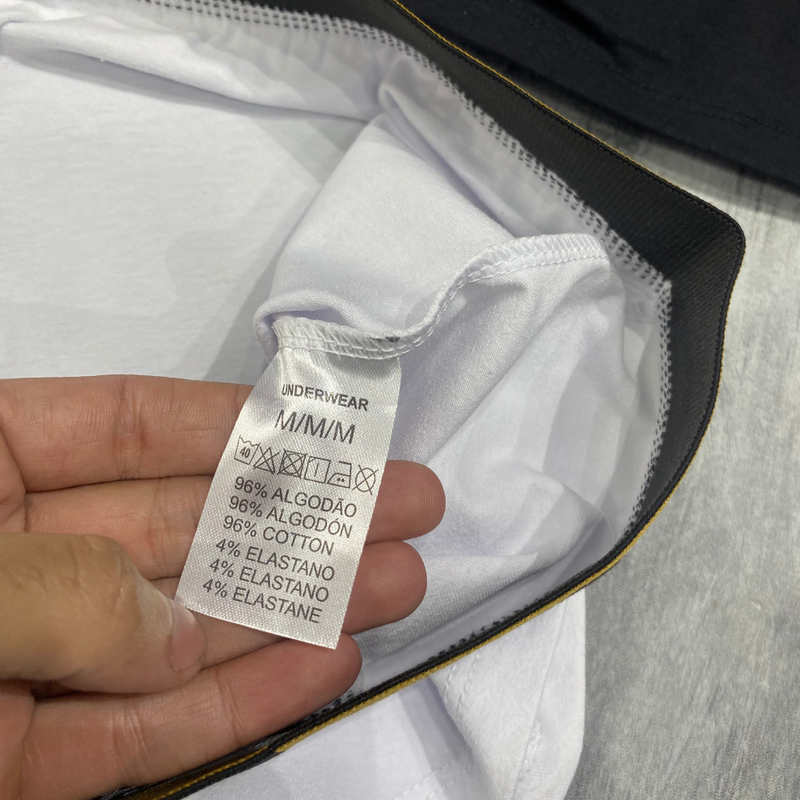 UNDERWEAR
M/M/M
40
96% ALGODÃO
96% ALGODÓN
96% COTTON
4% ELASTANO
4% ELASTANO
4% ELASTANE